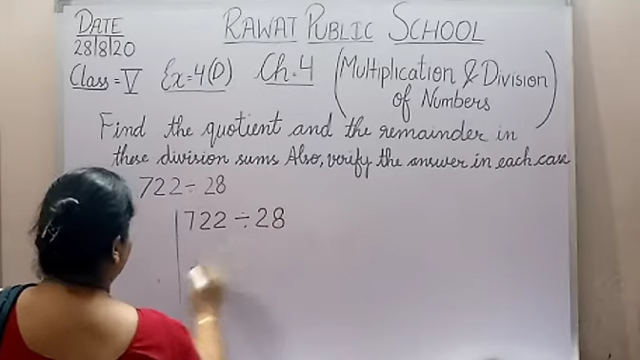 DATE
28/8/20
RAWAT PUBLIC SCHOOL
Class = V Ex = 4(D) Ch. 4 (Multiplication & Division of Numbers)
Find the quotient and the remainder in
these division sums Also, verify the answer in each case
722 ÷ 28
722 ÷ 28